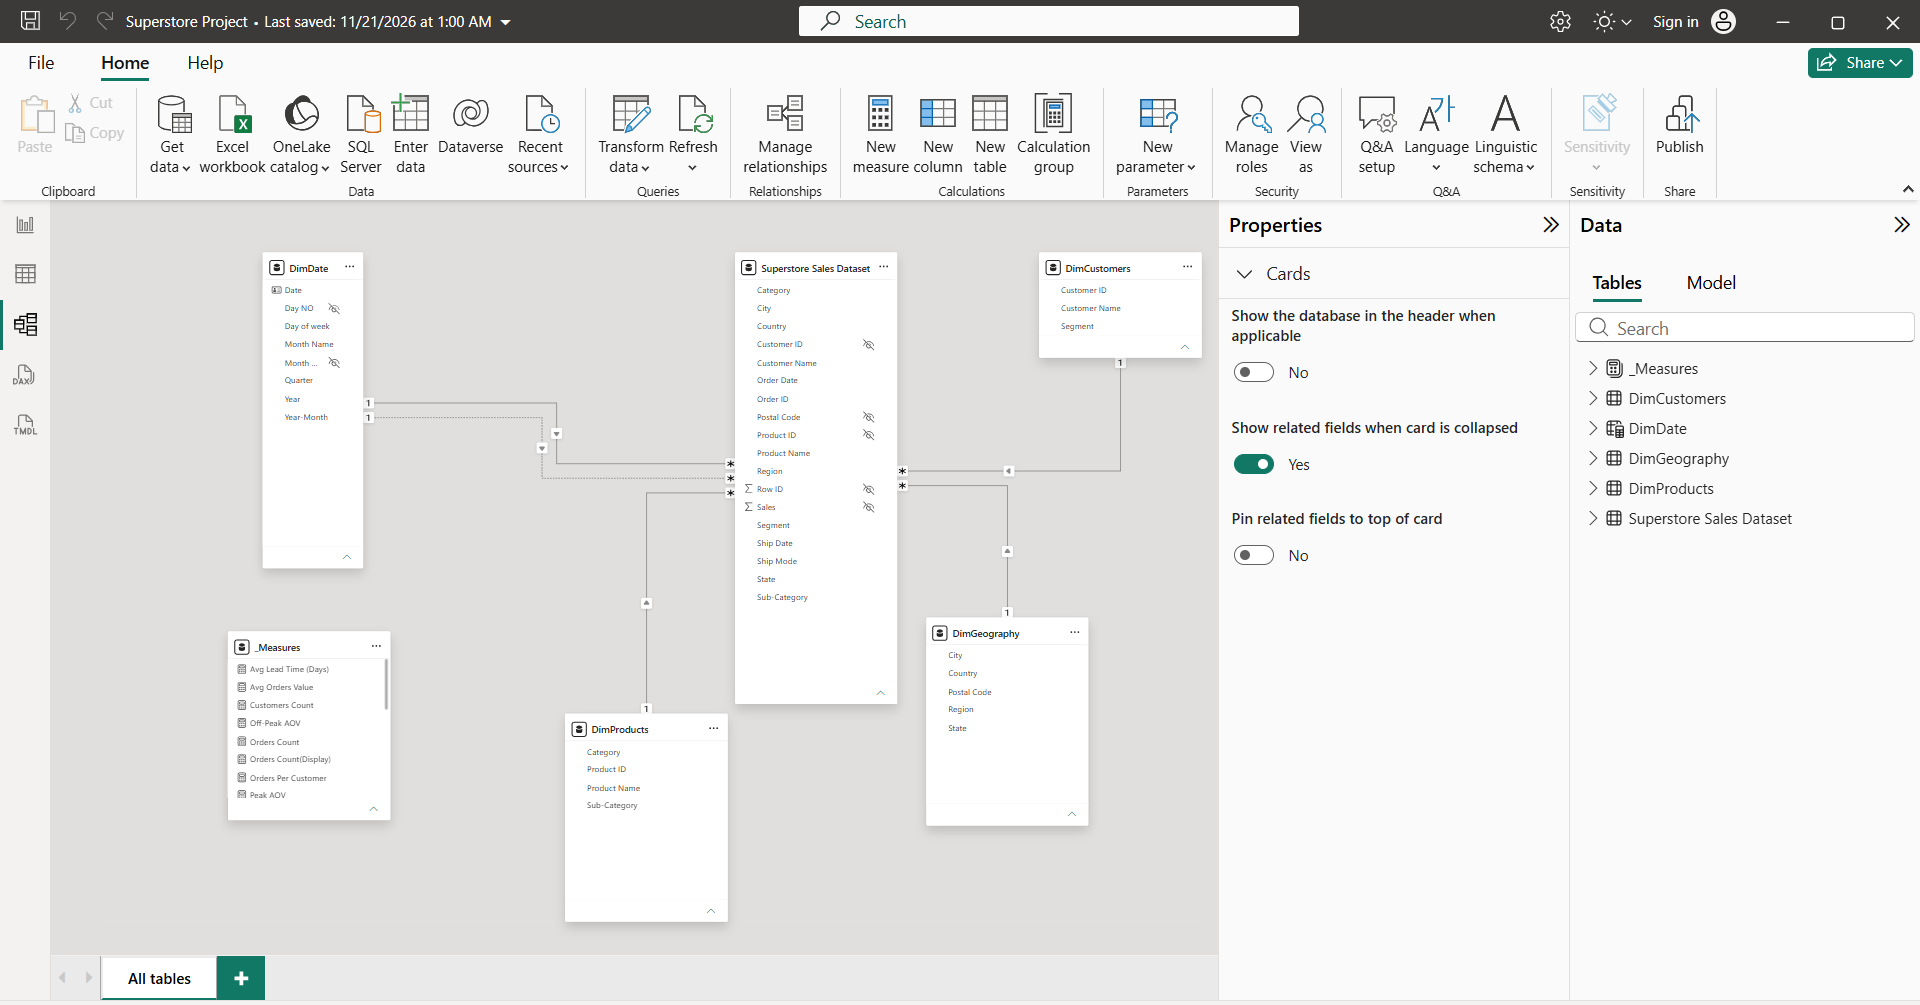 Superstore Project • Last saved: 11/21/2026 at 1:00 AM
Search
Sign in
File
Home
Help
Share
Paste
Cut
Copy
Clipboard
Get data
Excel workbook
OneLake catalog
SQL Server
Enter data
Dataverse
Recent sources
Data
Transform data
Refresh
Queries
Manage relationships
Relationships
New measure
New column
New table
Calculation group
Calculations
New parameter
Parameters
Manage roles
View as
Security
Q&A setup
Language
Linguistic schema
Q&A
Sensitivity
Sensitivity
Publish
Share
DAX
TMDL
DimDate
Date
Day NO
Day of week
Month Name
Month ...
Quarter
Year
Year-Month
1
1
_Measures
Avg Lead Time (Days)
Avg Orders Value
Customers Count
Off-Peak AOV
Orders Count
Orders Count(Display)
Orders Per Customer
Peak AOV
Superstore Sales Dataset
Category
City
Country
Customer ID
Customer Name
Order Date
Order ID
Postal Code
Product ID
Product Name
Region
Row ID
Sales
Segment
Ship Date
Ship Mode
State
Sub-Category
*
*
*
*
*
1
DimProducts
Category
Product ID
Product Name
Sub-Category
DimCustomers
Customer ID
Customer Name
Segment
1
1
DimGeography
City
Country
Postal Code
Region
State
Properties
Cards
Show the database in the header when
applicable
No
Show related fields when card is collapsed
Yes
Pin related fields to top of card
No
Data
Tables
Model
Search
_Measures
DimCustomers
DimDate
DimGeography
DimProducts
Superstore Sales Dataset
All tables
+